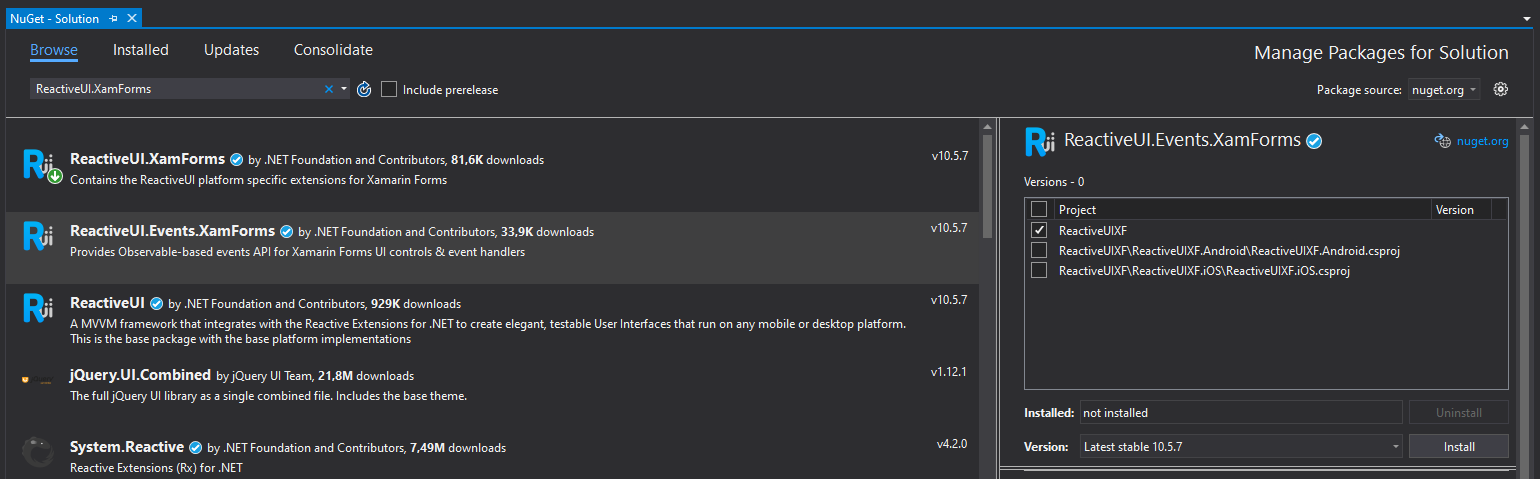 NuGet - Solution
Browse Installed Updates Consolidate
Manage Packages for Solution
ReactiveUI.XamForms
Include prerelease
Package source: nuget.org
ReactiveUI.XamForms by .NET Foundation and Contributors, 81,6K downloads
v10.5.7
Contains the ReactiveUI platform specific extensions for Xamarin Forms
ReactiveUI.Events.XamForms by .NET Foundation and Contributors, 33,9K downloads
v10.5.7
Provides Observable-based events API for Xamarin Forms UI controls & event handlers
ReactiveUI by .NET Foundation and Contributors, 929K downloads
v10.5.7
A MVVM framework that integrates with the Reactive Extensions for .NET to create elegant, testable User Interfaces that run on any mobile or desktop platform.
This is the base package with the base platform implementations
jQuery.UI.Combined by jQuery UI Team, 21,8M downloads
v1.12.1
The full jQuery UI library as a single combined file. Includes the base theme.
System.Reactive by .NET Foundation and Contributors, 7,49M downloads
v4.2.0
Reactive Extensions (Rx) for .NET
ReactiveUI.Events.XamForms
nuget.org
Versions - 0
Project Version
ReactiveUIXF
ReactiveUIXF\ReactiveUIXF.Android\ReactiveUIXF.Android.csproj
ReactiveUIXF\ReactiveUIXF.iOS\ReactiveUIXF.iOS.csproj
Installed: not installed Uninstall
Version: Latest stable 10.5.7 Install